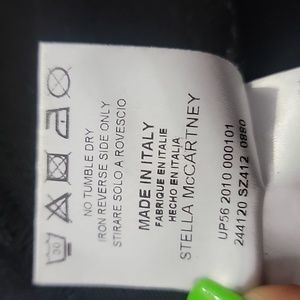 30
NO TUMBLE DRY
IRON REVERSE SIDE ONLY
STIRARE SOLO A ROVESCIO
MADE IN ITALY
FABRIQUE EN ITALIE
HECHO EN ITALIA
STELLA McCARTNEY
UP56 2010 000101
244120 SZ412 0880